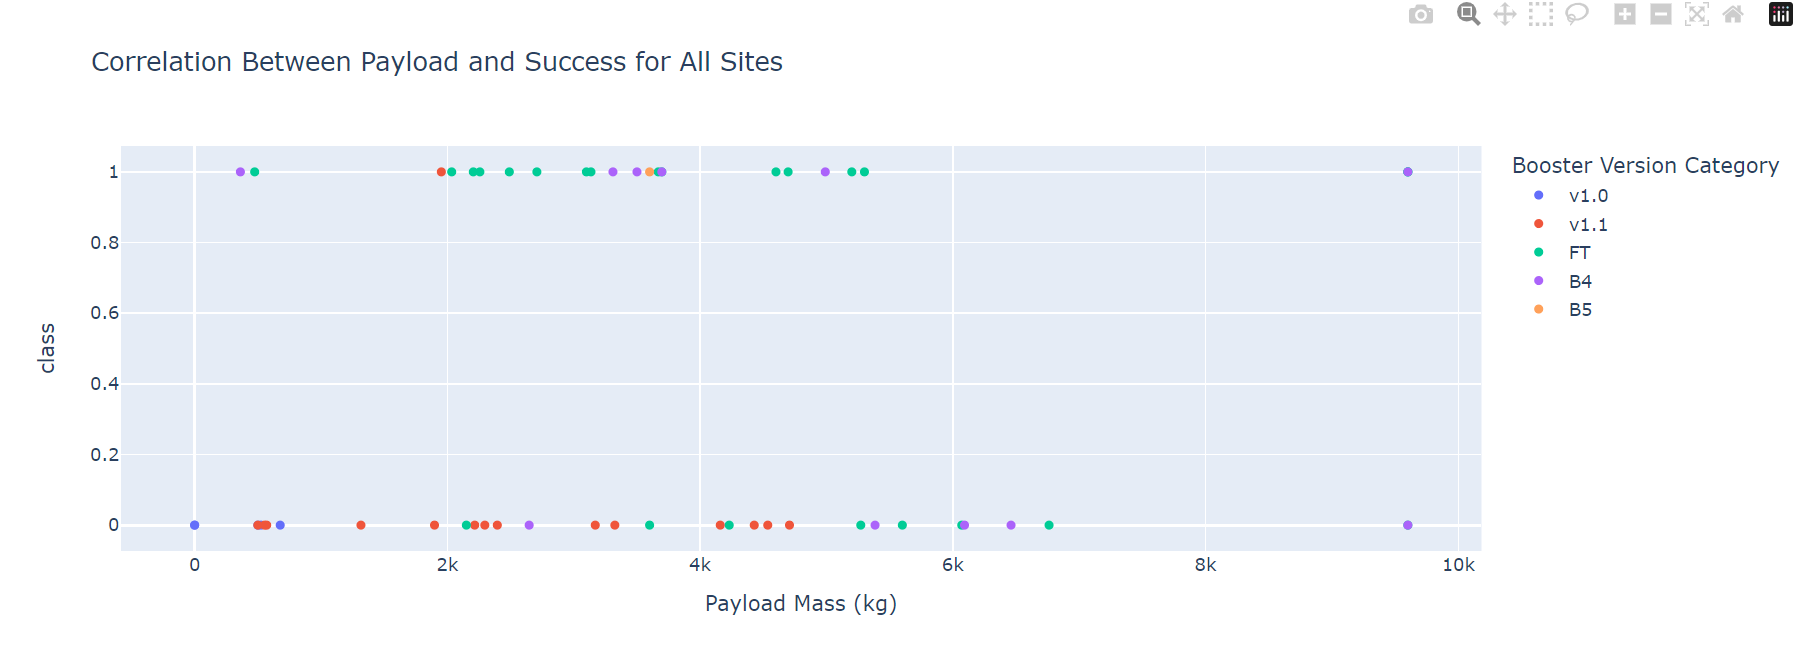 Correlation Between Payload and Success for All Sites
1
0.8
0.6
0.4
0.2
0
class
0 2k 4k 6k 8k 10k
Payload Mass (kg)
Booster Version Category
v1.0
v1.1
FT
B4
B5